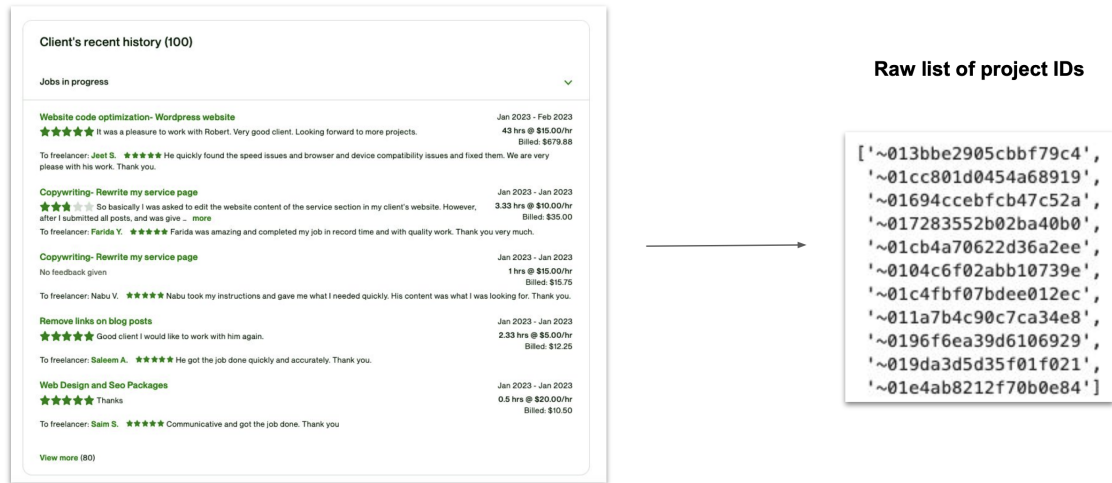 Client's recent history (100)
Jobs in progress
Website code optimization- Wordpress website
Jan 2023 - Feb 2023
It was a pleasure to work with Robert. Very good client. Looking forward to more projects.
43 hrs @ $15.00/hr
Billed: $679.88
To freelancer: Jeet S. He quickly found the speed issues and browser and device compatibility issues and fixed them. We are very
please with his work. Thank you.
Copywriting- Rewrite my service page
Jan 2023 - Jan 2023
So basically I was asked to edit the website content of the service section in my client's website. However,
3.33 hrs @ $10.00/hr
after I submitted all posts, and was give ... more
Billed: $35.00
To freelancer: Farida Y. Farida was amazing and completed my job in record time and with quality work. Thank you very much.
Copywriting- Rewrite my service page
Jan 2023 - Jan 2023
No feedback given
1 hrs @ $15.00/hr
Billed: $15.75
To freelancer: Nabu V. Nabu took my instructions and gave me what I needed quickly. His content was what I was looking for. Thank you.
Remove links on blog posts
Jan 2023 - Jan 2023
Good client I would like to work with him again.
2.33 hrs @ $5.00/hr
Billed: $12.25
To freelancer: Saleem A. He got the job done quickly and accurately. Thank you.
Web Design and Seo Packages
Jan 2023 - Jan 2023
Thanks
0.5 hrs @ $20.00/hr
Billed: $10.50
To freelancer: Saim S. Communicative and got the job done. Thank you
View more (80)
Raw list of project IDs
['~013bbe2905cbbf79c4',
'~01cc801d0454a68919',
'~01694ccebfcb47c52a',
'~017283552b02ba40b0',
'~01cb4a70622d36a2ee',
'~0104c6f02abb10739e',
'~01c4fbf07bdee012ec',
'~011a7b4c90c7ca34e8',
'~0196f6ea39d6106929',
'~019da3d5d35f01f021',
'~01e4ab8212f70b0e84']